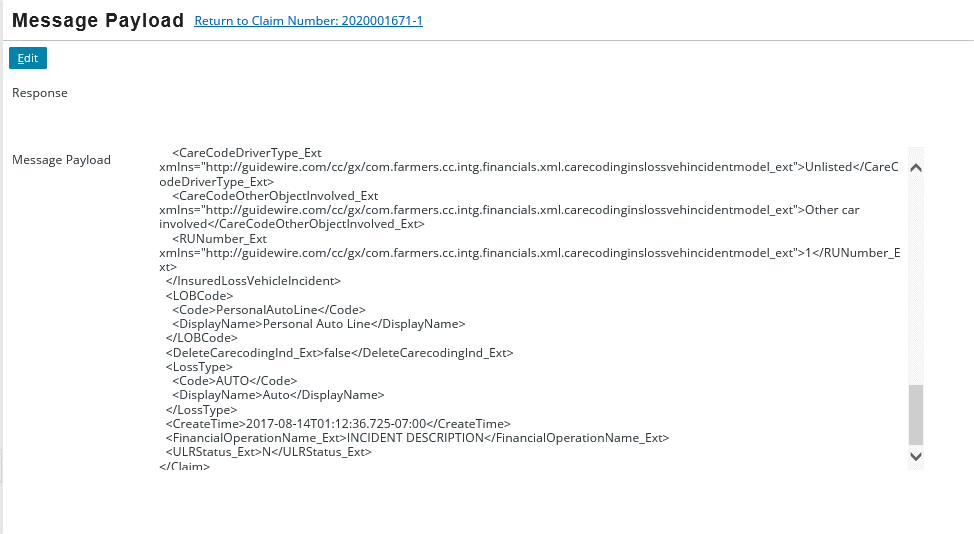 Message Payload Return to Claim Number: 2020001671-1
Edit
Response
Message Payload
<CareCodeDriverType_Ext
xmlns="http://guidewire.com/cc/gx/com.farmers.cc.intg.financials.xml.carecodinginslossvehincidentmodel_ext">Unlisted</CareC
odeDriverType_Ext>
<CareCodeOtherObjectInvolved_Ext
xmlns="http://guidewire.com/cc/gx/com.farmers.cc.intg.financials.xml.carecodinginslossvehincidentmodel_ext">Other car
involved</CareCodeOtherObjectInvolved_Ext>
<RUNumber_Ext
xmlns="http://guidewire.com/cc/gx/com.farmers.cc.intg.financials.xml.carecodinginslossvehincidentmodel_ext">1</RUNumber_E
xt>
</InsuredLossVehicleIncident>
<LOBCode>
<Code>PersonalAutoLine</Code>
<DisplayName>Personal Auto Line</DisplayName>
</LOBCode>
<DeleteCarecodingInd_Ext>false</DeleteCarecodingInd_Ext>
<LossType>
<Code>AUTO</Code>
<DisplayName>Auto</DisplayName>
</LossType>
<CreateTime>2017-08-14T01:12:36.725-07:00</CreateTime>
<FinancialOperationName_Ext>INCIDENT DESCRIPTION</FinancialOperationName_Ext>
<ULRStatus_Ext>N</ULRStatus_Ext>
</Claim>